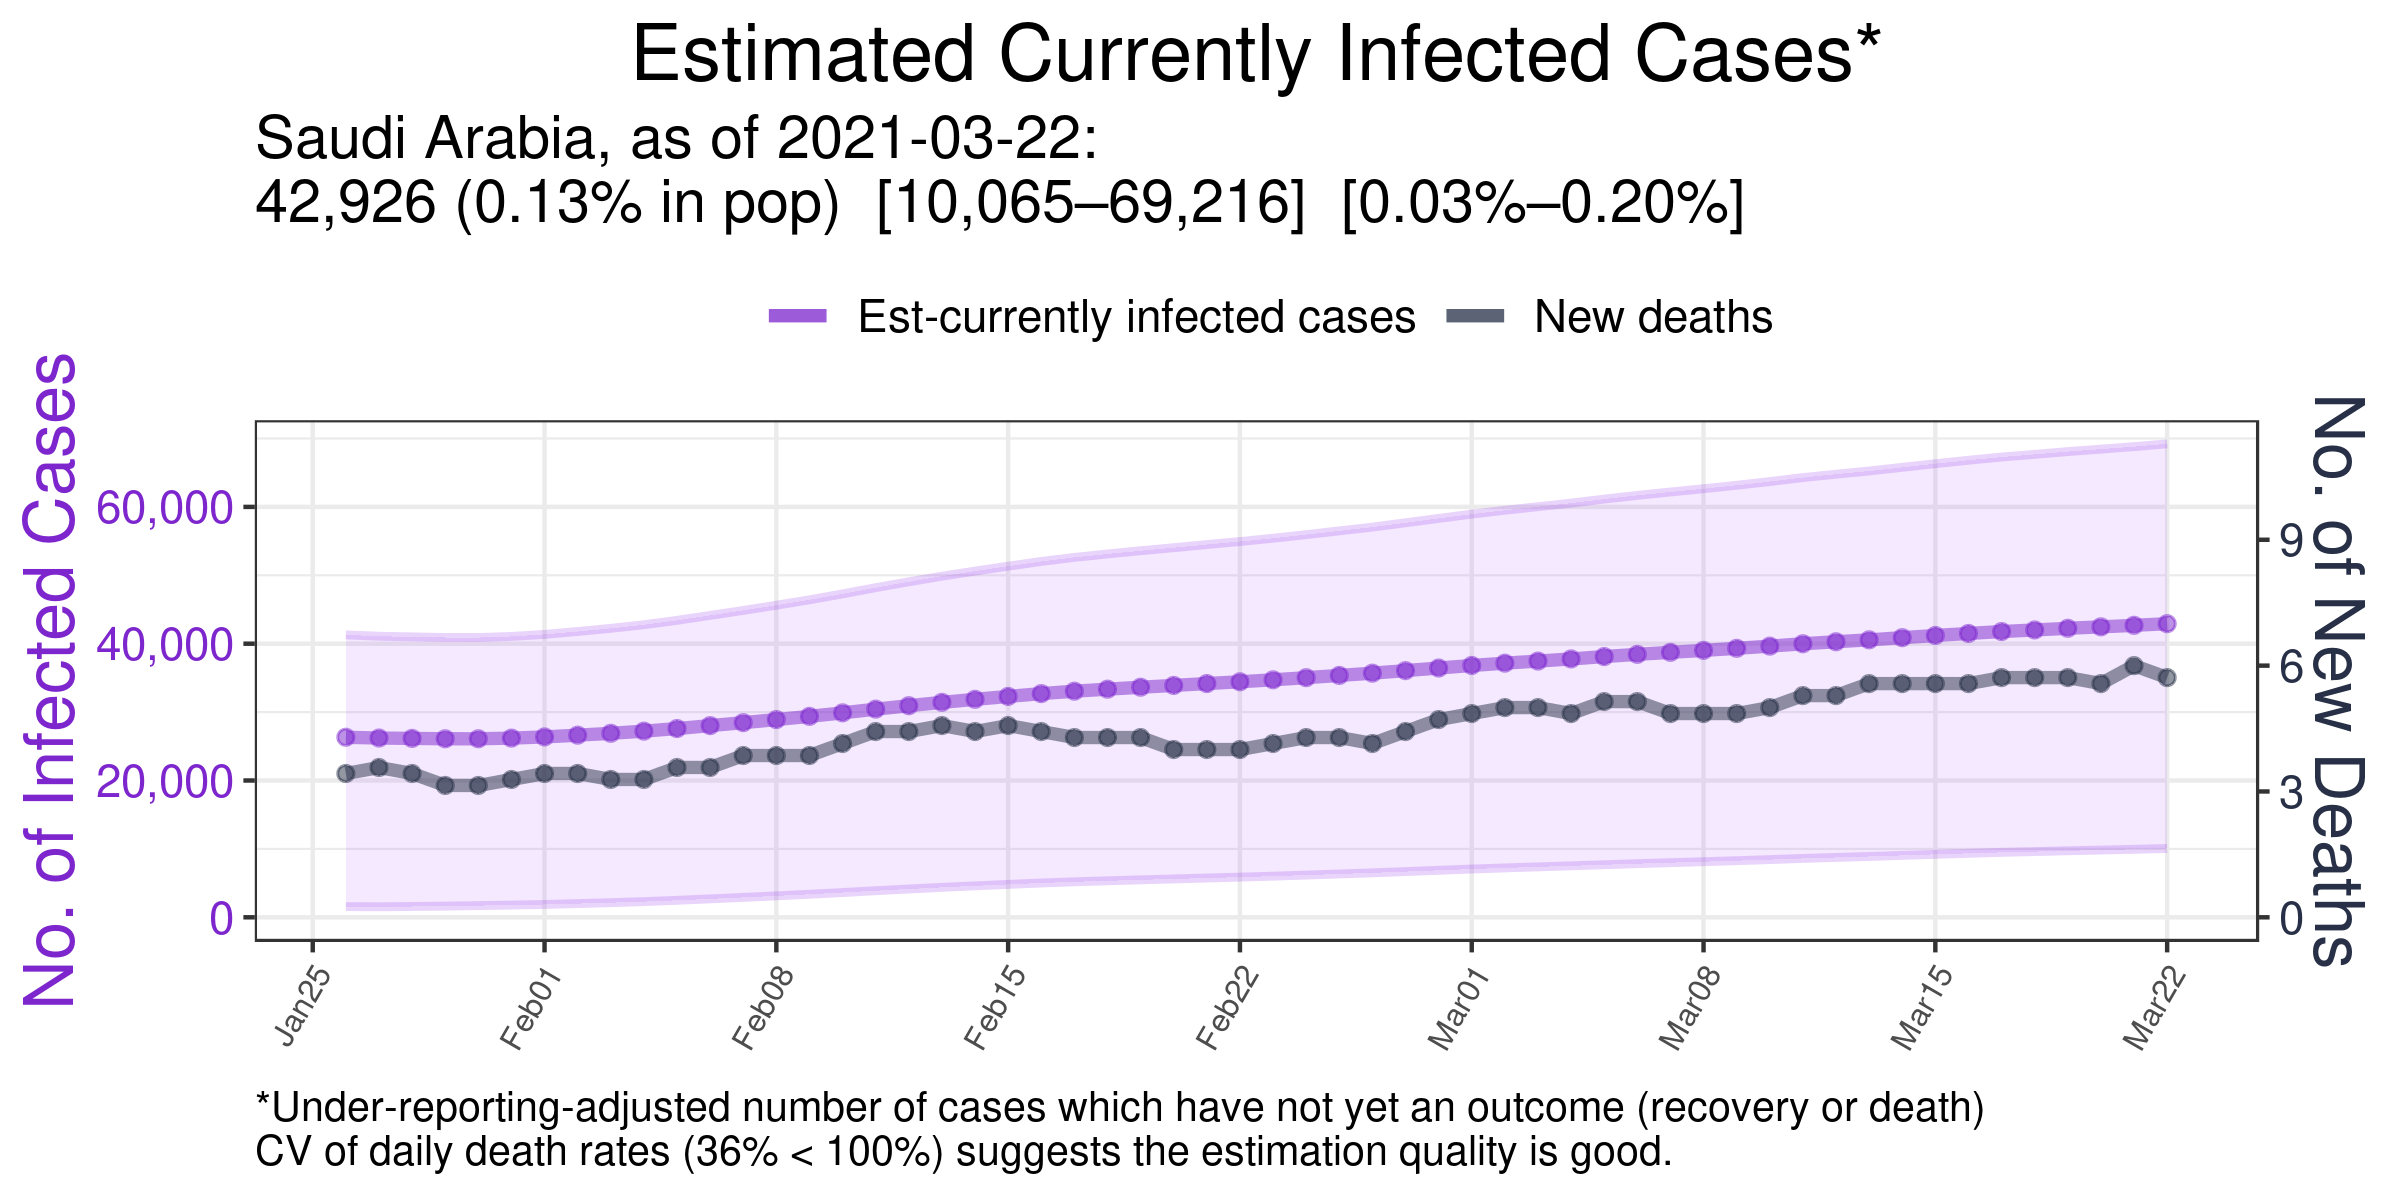 Estimated Currently Infected Cases*
Saudi Arabia, as of 2021-03-22:
42,926 (0.13% in pop)  [10,065–69,216]  [0.03%–0.20%]
Est-currently infected cases
New deaths
No. of Infected Cases
60,000
40,000
20,000
0
No. of New Deaths
9
6
3
0
Jan25
Feb01
Feb08
Feb15
Feb22
Mar01
Mar08
Mar15
Mar22
*Under-reporting-adjusted number of cases which have not yet an outcome (recovery or death)
CV of daily death rates (36% < 100%) suggests the estimation quality is good.